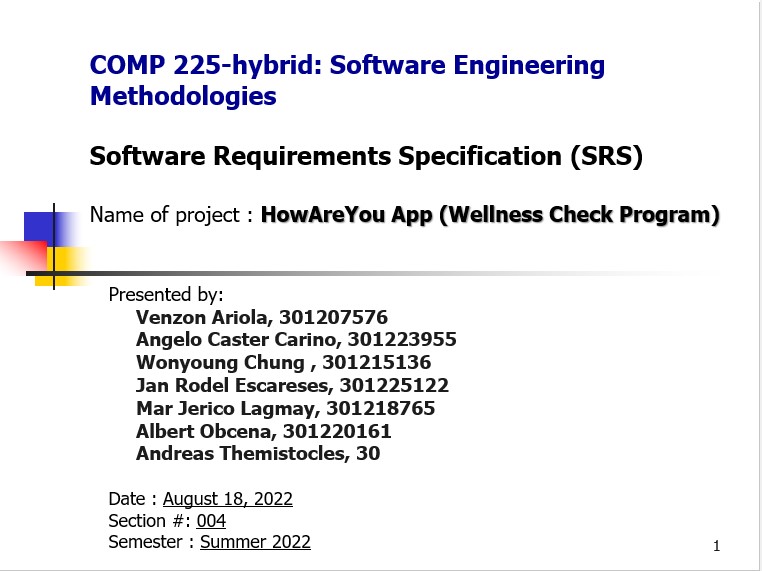 COMP 225-hybrid: Software Engineering
Methodologies
Software Requirements Specification (SRS)
Name of project : HowAreYou App (Wellness Check Program)
Presented by:
Venzon Ariola, 301207576
Angelo Caster Carino, 301223955
Wonyoung Chung , 301215136
Jan Rodel Escareses, 301225122
Mar Jerico Lagmay, 301218765
Albert Obcena, 301220161
Andreas Themistocles, 30
Date : August 18, 2022
Section #: 004
Semester : Summer 2022
1